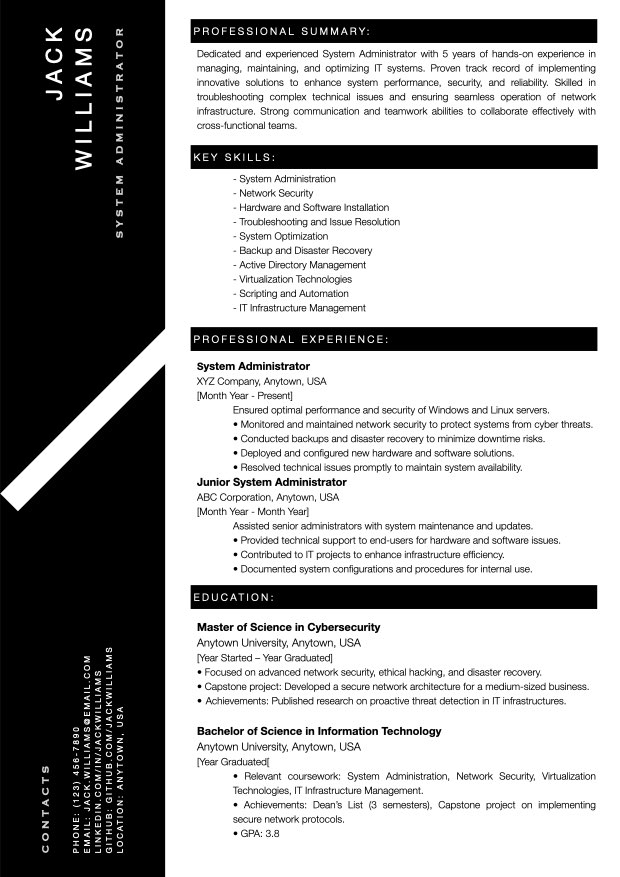 JACK
WILLIAMS
SYSTEM ADMINISTRATOR
CONTACTS
PHONE: (123) 456-7890
EMAIL: JACK.WILLIAMS@EMAIL.COM
LINKEDIN.COM/IN/JACKWILLIAMS
GITHUB: GITHUB.COM/JACKWILLIAMS
LOCATION: ANYTOWN, USA
PROFESSIONAL SUMMARY:
Dedicated and experienced System Administrator with 5 years of hands-on experience in
managing, maintaining, and optimizing IT systems. Proven track record of implementing
innovative solutions to enhance system performance, security, and reliability. Skilled in
troubleshooting complex technical issues and ensuring seamless operation of network
infrastructure. Strong communication and teamwork abilities to collaborate effectively with
cross-functional teams.
KEY SKILLS:
- System Administration
- Network Security
- Hardware and Software Installation
- Troubleshooting and Issue Resolution
- System Optimization
- Backup and Disaster Recovery
- Active Directory Management
- Virtualization Technologies
- Scripting and Automation
- IT Infrastructure Management
PROFESSIONAL EXPERIENCE:
System Administrator
XYZ Company, Anytown, USA
[Month Year - Present]
Ensured optimal performance and security of Windows and Linux servers.
• Monitored and maintained network security to protect systems from cyber threats.
• Conducted backups and disaster recovery to minimize downtime risks.
• Deployed and configured new hardware and software solutions.
• Resolved technical issues promptly to maintain system availability.
Junior System Administrator
ABC Corporation, Anytown, USA
[Month Year - Month Year]
Assisted senior administrators with system maintenance and updates.
• Provided technical support to end-users for hardware and software issues.
• Contributed to IT projects to enhance infrastructure efficiency.
• Documented system configurations and procedures for internal use.
EDUCATION:
Master of Science in Cybersecurity
Anytown University, Anytown, USA
[Year Started – Year Graduated]
• Focused on advanced network security, ethical hacking, and disaster recovery.
• Capstone project: Developed a secure network architecture for a medium-sized business.
• Achievements: Published research on proactive threat detection in IT infrastructures.
Bachelor of Science in Information Technology
Anytown University, Anytown, USA
[Year Graduated[
• Relevant coursework: System Administration, Network Security, Virtualization
Technologies, IT Infrastructure Management.
• Achievements: Dean's List (3 semesters), Capstone project on implementing
secure network protocols.
• GPA: 3.8